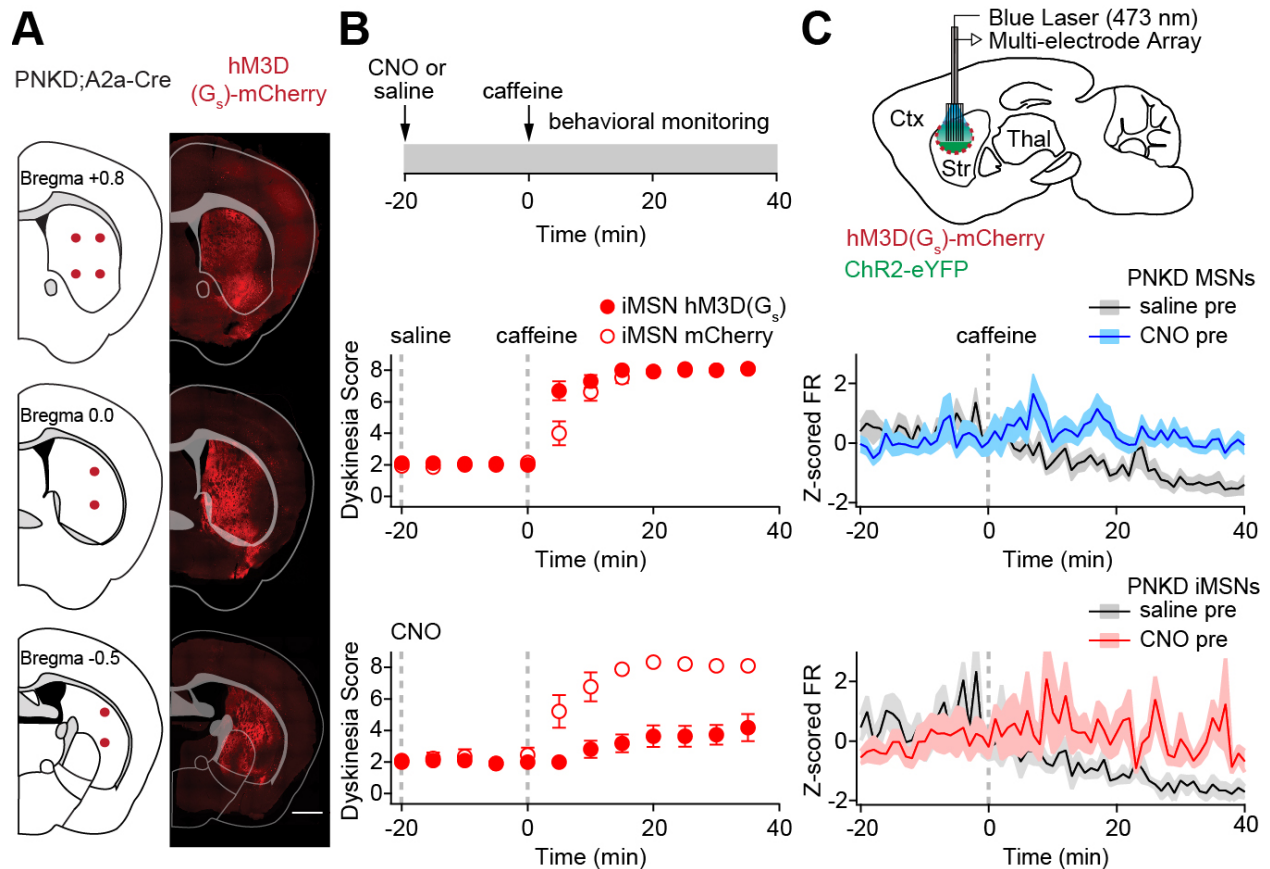 A
PNKD;A2a-Cre
hM3D
(Gs)-mCherry
Bregma +0.8
Bregma 0.0
Bregma -0.5
B
CNO or
saline
caffeine
behavioral monitoring
-20
0
20
40
Time (min)
iMSN hM3D(Gs)
iMSN mCherry
saline
caffeine
Dyskinesia Score
8
6
4
2
0
-20
0
20
40
Time (min)
CNO
Dyskinesia Score
8
6
4
2
0
-20
0
20
40
Time (min)
C
Blue Laser (473 nm)
Multi-electrode Array
Ctx
Thal
Str
hM3D(Gs)-mCherry
ChR2-eYFP
PNKD MSNs
saline pre
CNO pre
caffeine
Z-scored FR
2
0
-2
-20
0
20
40
Time (min)
PNKD iMSNs
saline pre
CNO pre
Z-scored FR
2
0
-2
-20
0
20
40
Time (min)